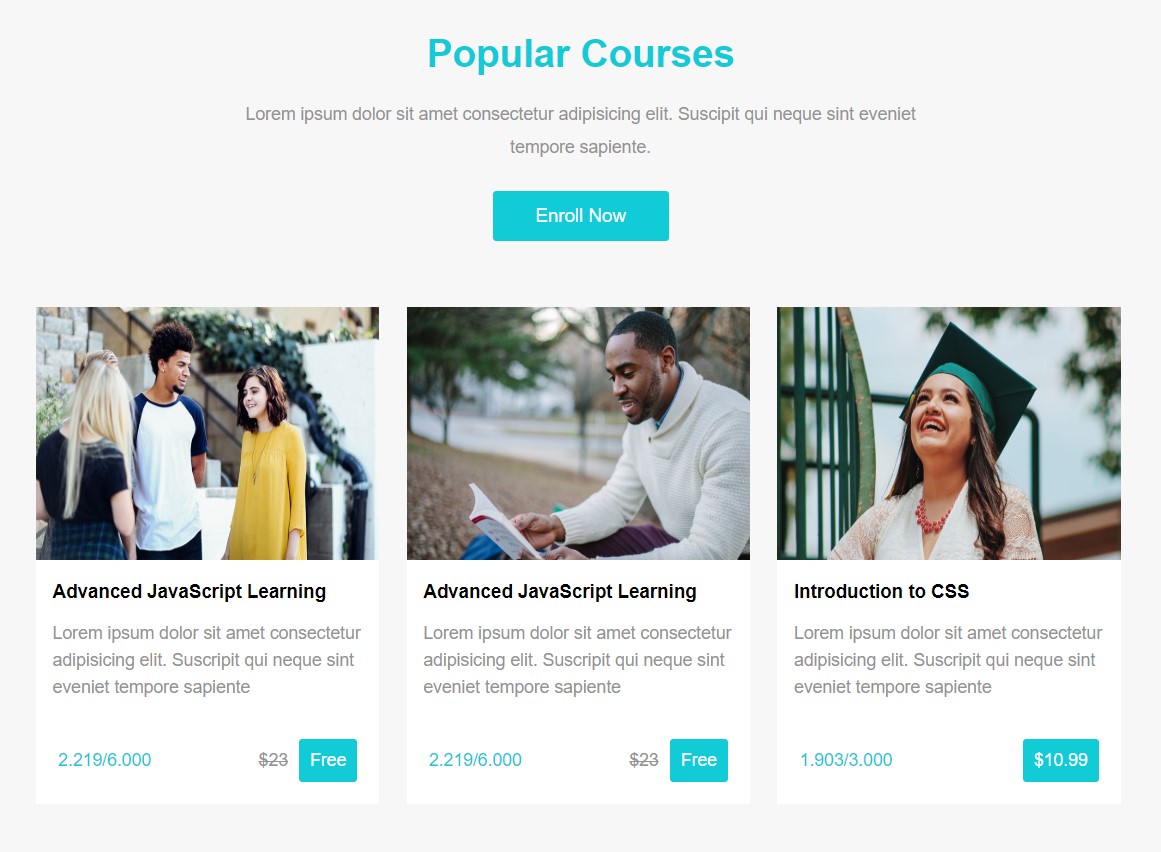 Popular Courses
Lorem ipsum dolor sit amet consectetur adipisicing elit. Suscipit qui neque sint eveniet
tempore sapiente.
Enroll Now
Advanced JavaScript Learning
Lorem ipsum dolor sit amet consectetur
adipisicing elit. Suscripit qui neque sint
eveniet tempore sapiente
2.219/6.000
$23
Free
Advanced JavaScript Learning
Lorem ipsum dolor sit amet consectetur
adipisicing elit. Suscripit qui neque sint
eveniet tempore sapiente
2.219/6.000
$23
Free
Introduction to CSS
Lorem ipsum dolor sit amet consectetur
adipisicing elit. Suscripit qui neque sint
eveniet tempore sapiente
1.903/3.000
$10.99